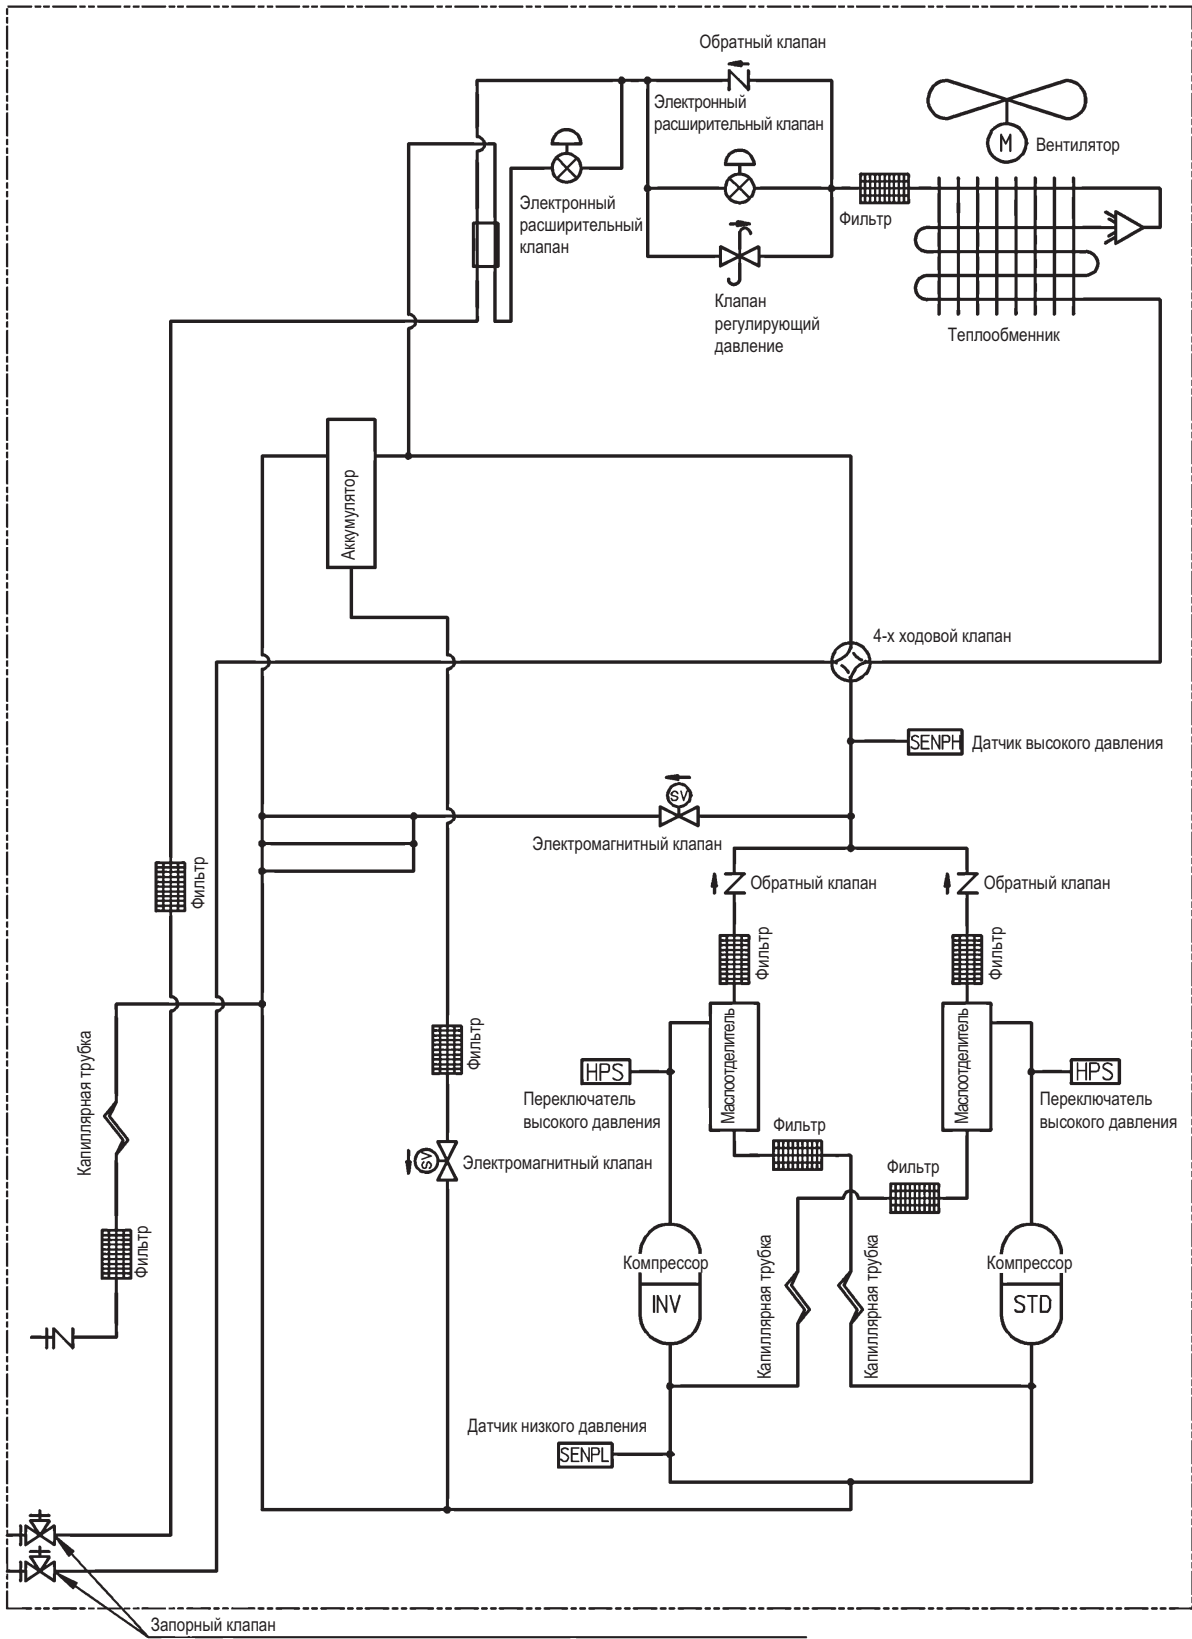 Обратный клапан
Электронный
расширительный клапан
M
Вентилятор
Электронный
расширительный
клапан
Фильтр
Клапан
регулирующий
давление
Теплообменник
Аккумулятор
4-х ходовой клапан
SENPH
Датчик высокого давления
SV
Электромагнитный клапан
Фильтр
Обратный клапан
Обратный клапан
Фильтр
Фильтр
Капиллярная трубка
Фильтр
Маслоотделитель
Маслоотделитель
HPS
Переключатель
высокого давления
HPS
Переключатель
высокого давления
Фильтр
SV
Электромагнитный клапан
Фильтр
Фильтр
Компрессор
INV
Капиллярная трубка
Капиллярная трубка
Компрессор
STD
Датчик низкого давления
SENPL
Запорный клапан